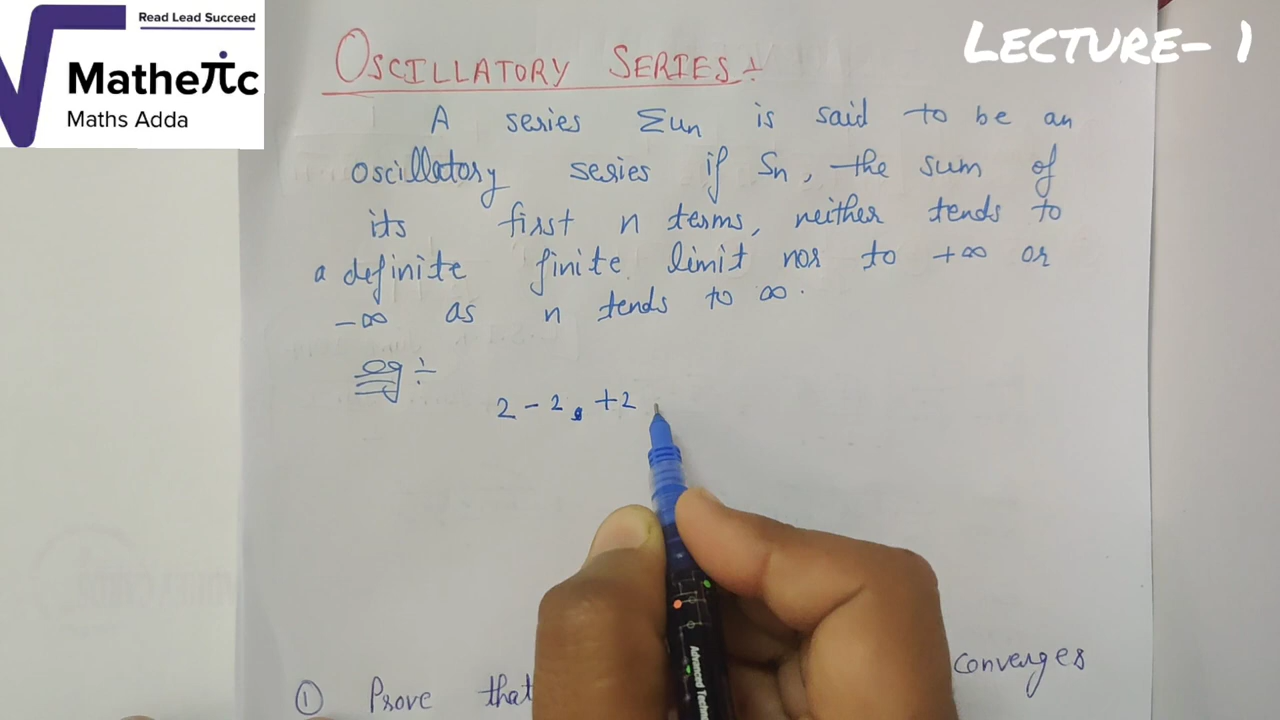 Read Lead Succeed
Matheπc
Maths Adda
LECTURE- 1
OSCILLATORY SERIES÷
A series Σun is said to be an
oscillatory series if Sn, the sum of
its first n terms, neither tends to
a definite finite limit nor to +∞ or
-∞ as n tends to ∞.
eg÷
2 - 2, +2
① Prove that converges
Advanced